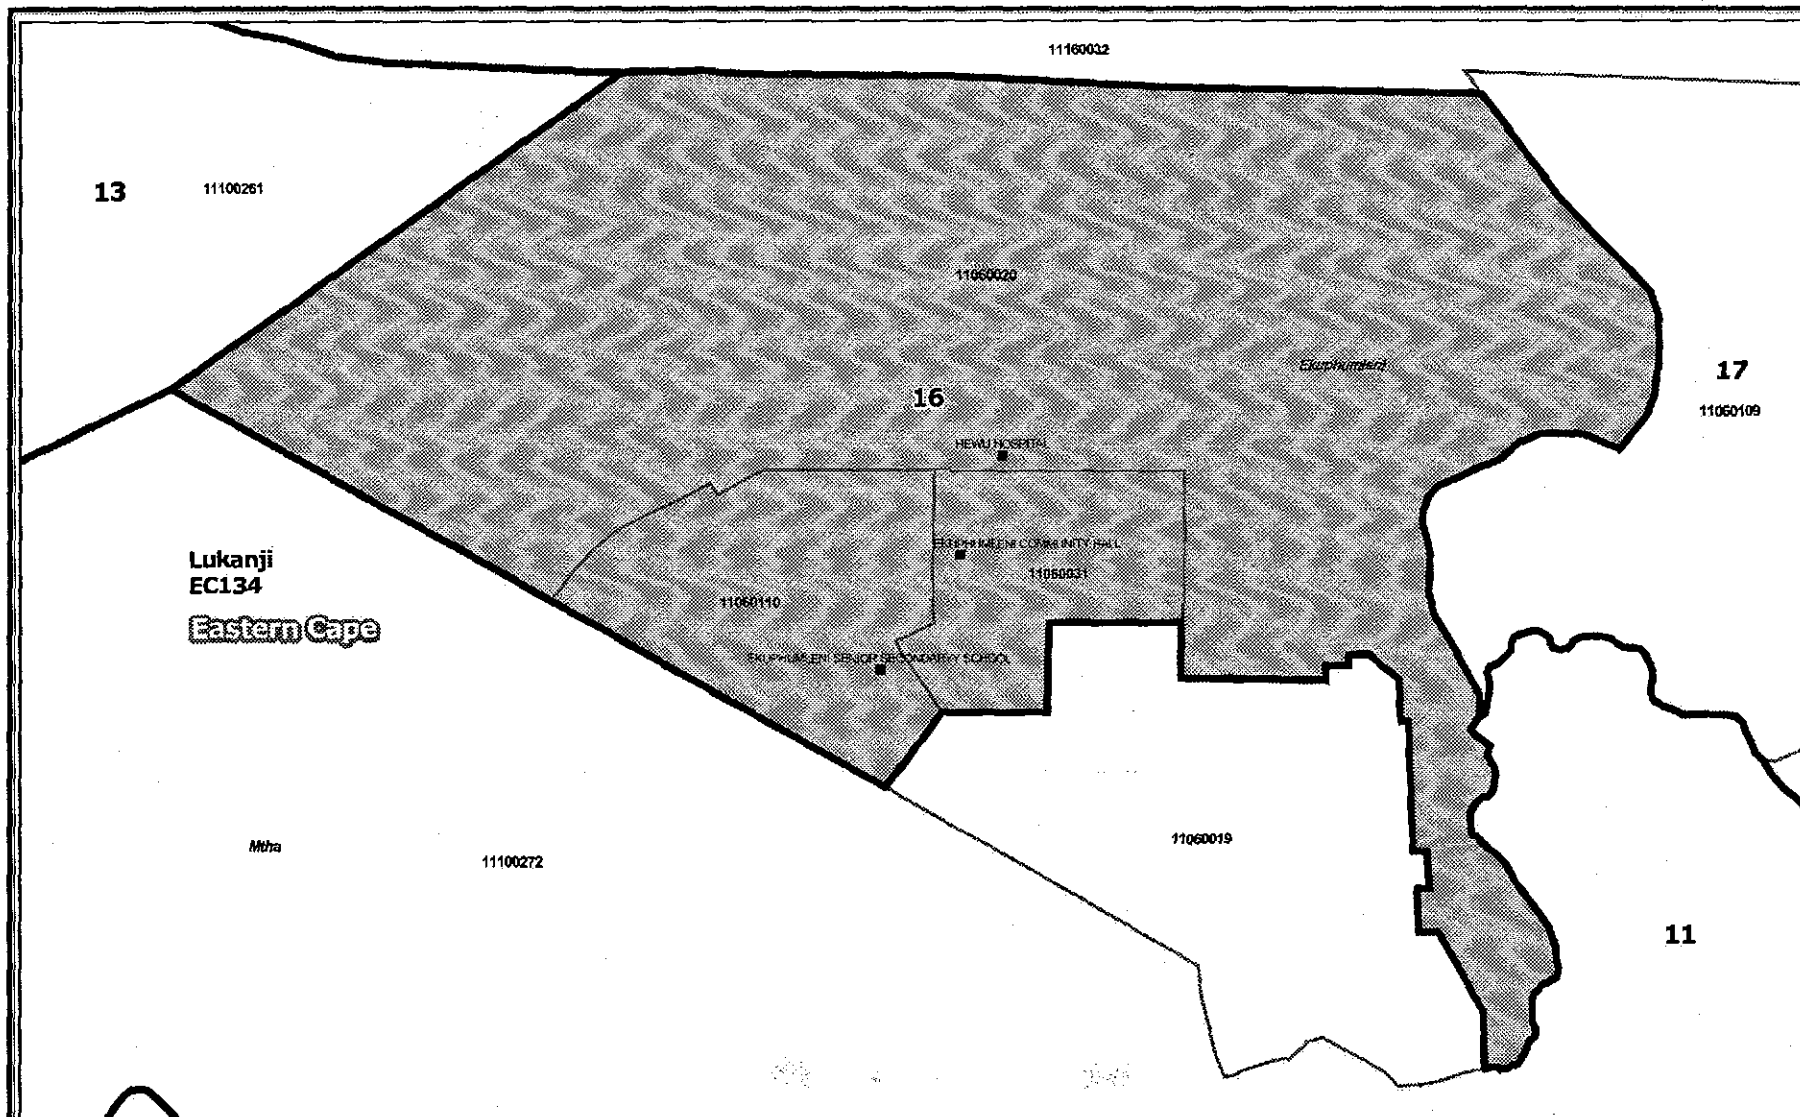 11160032
13
11100261
11060020
Ekuphumleni
17
16
11060109
HEWU HOSPITAL
EKUPHUMLENI COMMUNITY HALL
Lukanji
EC134
11060031
11060110
Eastern Cape
EKUPHUMLENI SENIOR SECONDARYY SCHOOL
Mtha
11100272
11060019
11